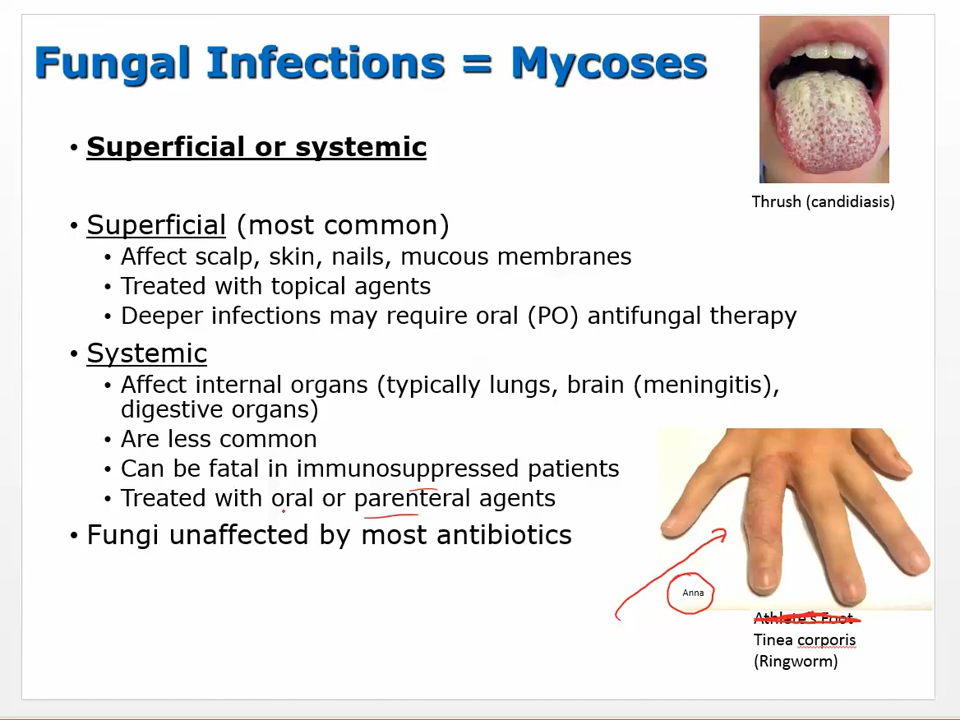 Fungal Infections = Mycoses
• Superficial or systemic
Thrush (candidiasis)
• Superficial (most common)
• Affect scalp, skin, nails, mucous membranes
• Treated with topical agents
• Deeper infections may require oral (PO) antifungal therapy
• Systemic
• Affect internal organs (typically lungs, brain (meningitis),
digestive organs)
• Are less common
• Can be fatal in immunosuppressed patients
• Treated with oral or parenteral agents
• Fungi unaffected by most antibiotics
Anna
Athlete's Foot
Tinea corporis
(Ringworm)